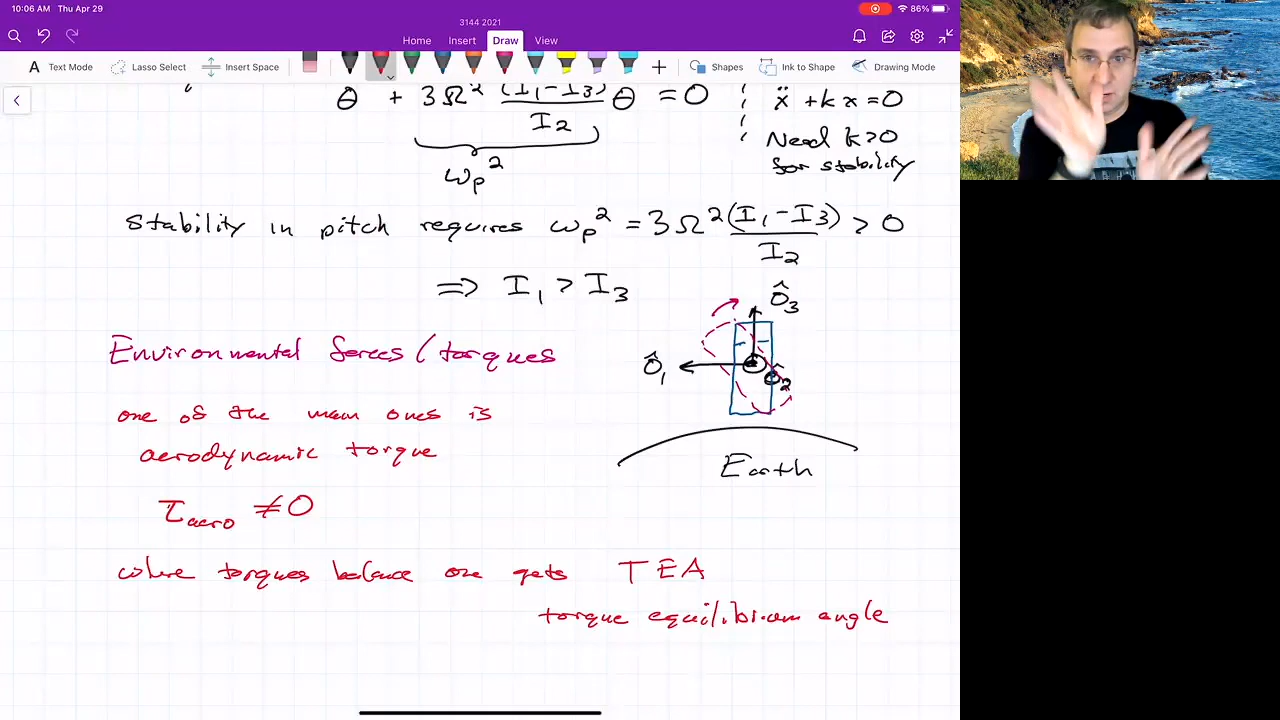 10:06 AM Thu Apr 29
86%
3144 2021
Home Insert Draw View
Text Mode Lasso Select Insert Space Shapes Ink to Shape Drawing Mode
θ + 3Ω² (I₁-I₃)/I₂ θ = 0
ωₚ²
ẍ + k x = 0
Need k>0
for stability
Stability in pitch requires ωₚ² = 3Ω² (I₁-I₃)/I₂ > 0
⟹ I₁ > I₃
ô₃
Environmental forces/torques
ô₁
ô₂
one of the main ones is
aerodynamic torque
Earth
τaero ≠ 0
where torques balance one gets TEA
torque equilibrium angle